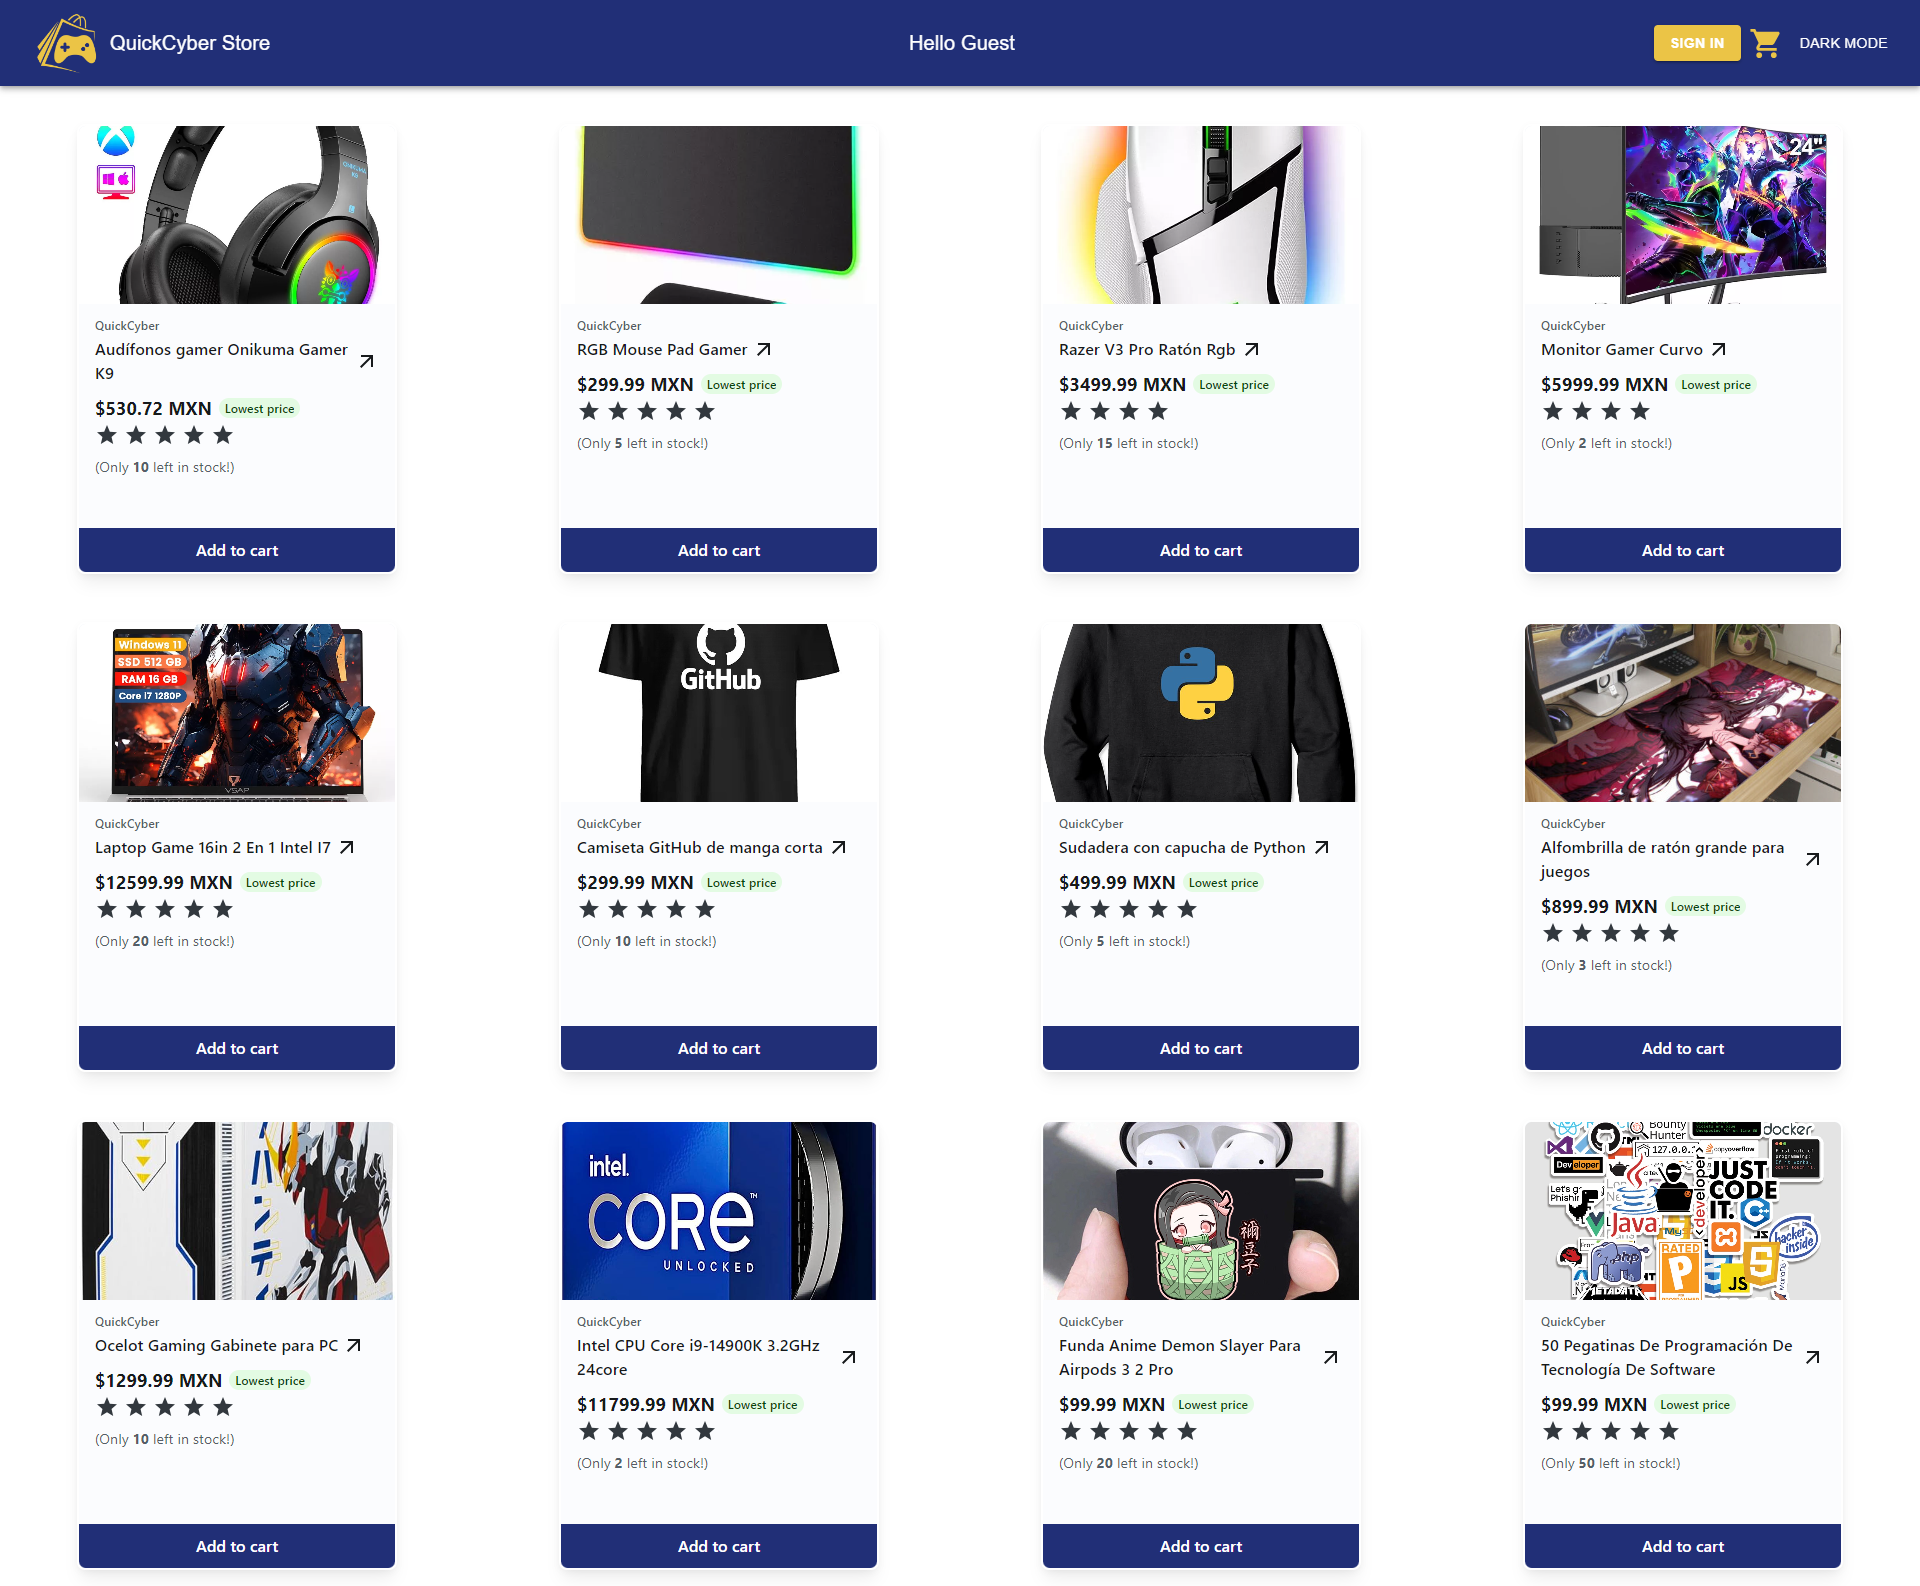 QuickCyber Store
Hello Guest
SIGN IN
DARK MODE
24"
QuickCyber
Audífonos gamer Onikuma Gamer
K9
$530.72 MXN Lowest price
(Only 10 left in stock!)
Add to cart
QuickCyber
RGB Mouse Pad Gamer
$299.99 MXN Lowest price
(Only 5 left in stock!)
Add to cart
QuickCyber
Razer V3 Pro Ratón Rgb
$3499.99 MXN Lowest price
(Only 15 left in stock!)
Add to cart
QuickCyber
Monitor Gamer Curvo
$5999.99 MXN Lowest price
(Only 2 left in stock!)
Add to cart
Windows 11
SSD 512 GB
RAM 16 GB
Core i7 1280P
VSAP
QuickCyber
Laptop Game 16in 2 En 1 Intel I7
$12599.99 MXN Lowest price
(Only 20 left in stock!)
Add to cart
GitHub
QuickCyber
Camiseta GitHub de manga corta
$299.99 MXN Lowest price
(Only 10 left in stock!)
Add to cart
QuickCyber
Sudadera con capucha de Python
$499.99 MXN Lowest price
(Only 5 left in stock!)
Add to cart
QuickCyber
Alfombrilla de ratón grande para
juegos
$899.99 MXN Lowest price
(Only 3 left in stock!)
Add to cart
QuickCyber
Ocelot Gaming Gabinete para PC
$1299.99 MXN Lowest price
(Only 10 left in stock!)
Add to cart
intel.
CORE™
UNLOCKED
QuickCyber
Intel CPU Core i9-14900K 3.2GHz
24core
$11799.99 MXN Lowest price
(Only 2 left in stock!)
Add to cart
禰豆子
QuickCyber
Funda Anime Demon Slayer Para
Airpods 3 2 Pro
$99.99 MXN Lowest price
(Only 20 left in stock!)
Add to cart
Bounty
Hunter
docker
127.0.0.1
Developer
JUST
CODE
IT.
<developer
Java
php
RATED
P
JS
hacker
inside
QuickCyber
50 Pegatinas De Programación De
Tecnología De Software
$99.99 MXN Lowest price
(Only 50 left in stock!)
Add to cart